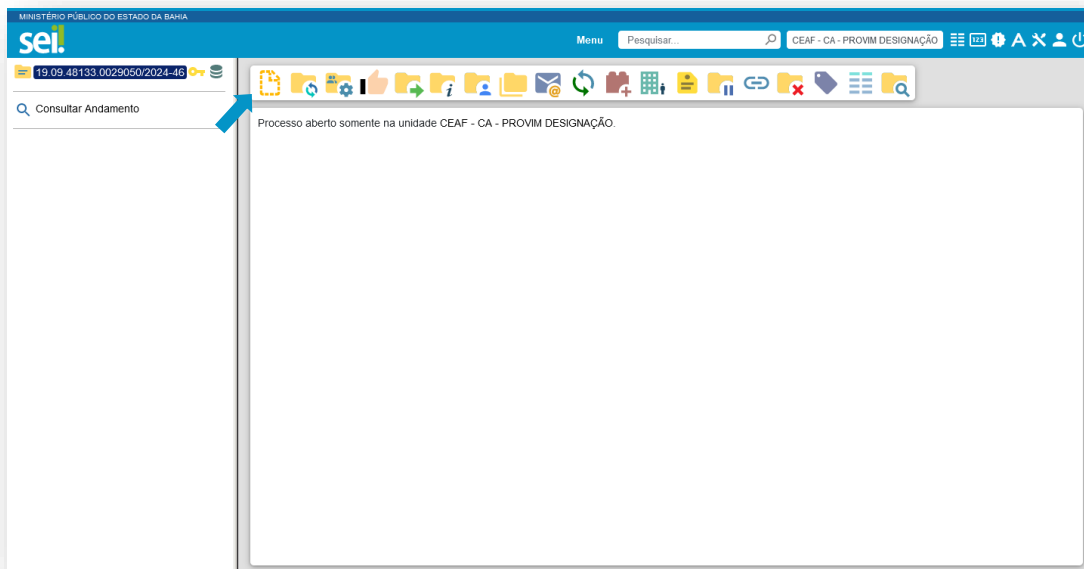 MINISTÉRIO PÚBLICO DO ESTADO DA BAHIA
sei!
Menu
Pesquisar...
CEAF - CA - PROVIM DESIGNAÇÃO
123
A
19.09.48133.0029050/2024-46
Consultar Andamento
Processo aberto somente na unidade CEAF - CA - PROVIM DESIGNAÇÃO.